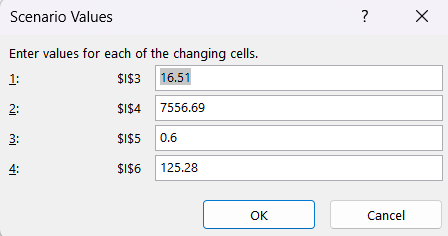 Scenario Values ?
Enter values for each of the changing cells.
1: $I$3 16.51
2: $I$4 7556.69
3: $I$5 0.6
4: $I$6 125.28
OK Cancel